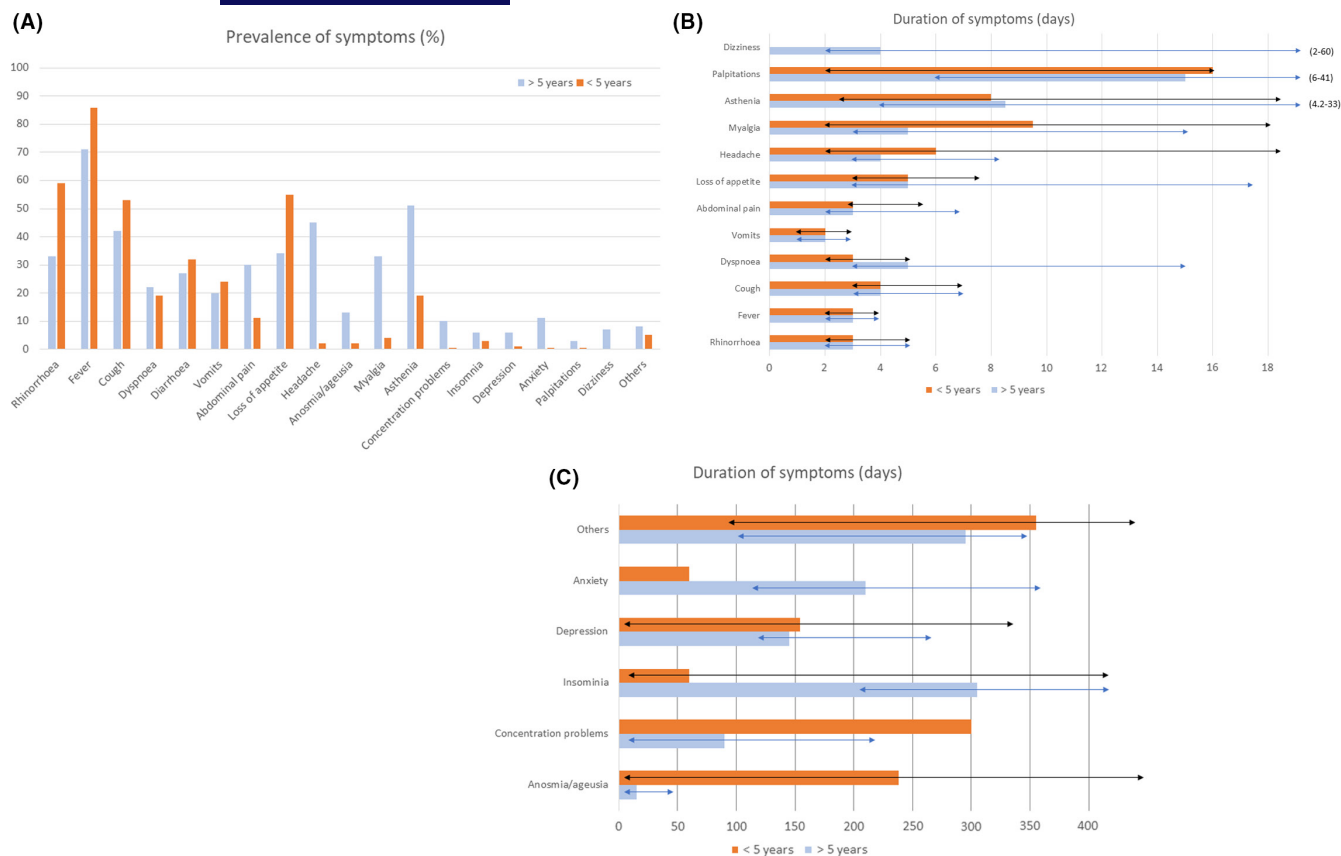 (A)
Prevalence of symptoms (%)
> 5 years < 5 years
100
90
80
70
60
50
40
30
20
10
0
Rhinorrhoea
Fever
Cough
Dyspnoea
Diarrhoea
Vomits
Abdominal pain
Loss of appetite
Headache
Anosmia/ageusia
Myalgia
Asthenia
Concentration problems
Insomnia
Depression
Anxiety
Palpitations
Dizziness
Others
(B)
Duration of symptoms (days)
Dizziness
(2-60)
Palpitations
(6-41)
Asthenia
(4.2-33)
Myalgia
Headache
Loss of appetite
Abdominal pain
Vomits
Dyspnoea
Cough
Fever
Rhinorrhoea
0 2 4 6 8 10 12 14 16 18
< 5 years > 5 years
(C)
Duration of symptoms (days)
Others
Anxiety
Depression
Insominia
Concentration problems
Anosmia/ageusia
0 50 100 150 200 250 300 350 400
< 5 years > 5 years